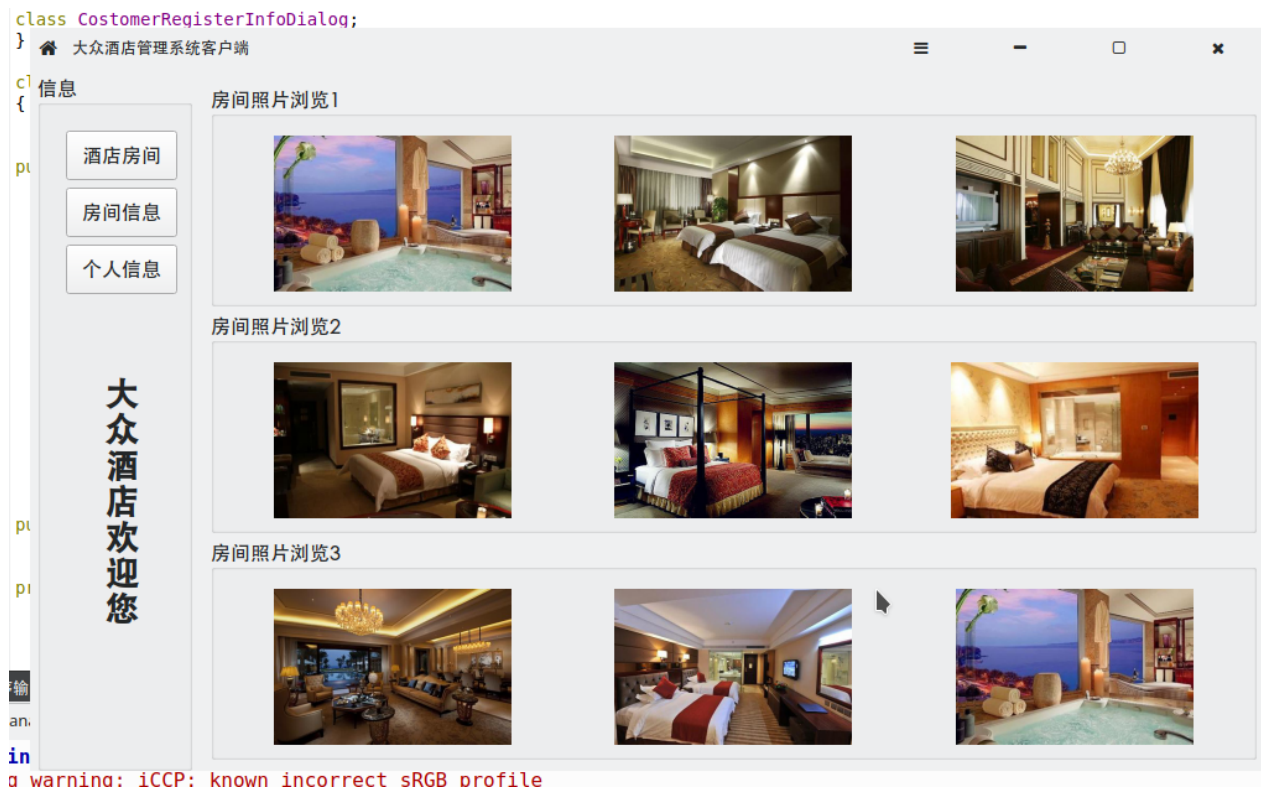 class CostomerRegisterInfoDialog;
}
大众酒店管理系统客户端
信息
{
酒店房间
房间信息
个人信息
大众酒店欢迎您
房间照片浏览1
房间照片浏览2
房间照片浏览3
warning: iCCP: known incorrect sRGB profile